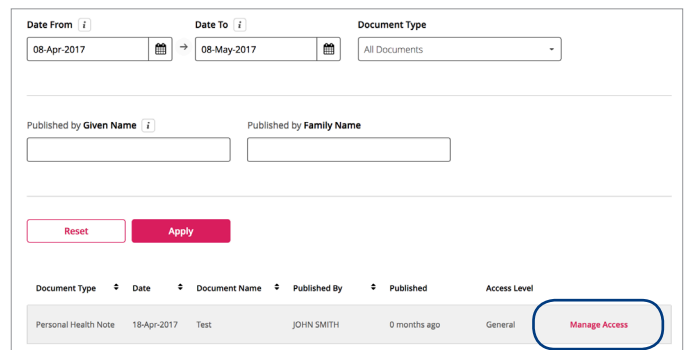 Date From i Date To i Document Type
08-Apr-2017 → 08-May-2017 All Documents
Published by Given Name i Published by Family Name
Reset Apply
Document Type Date Document Name Published By Published Access Level
Personal Health Note 18-Apr-2017 Test JOHN SMITH 0 months ago General Manage Access